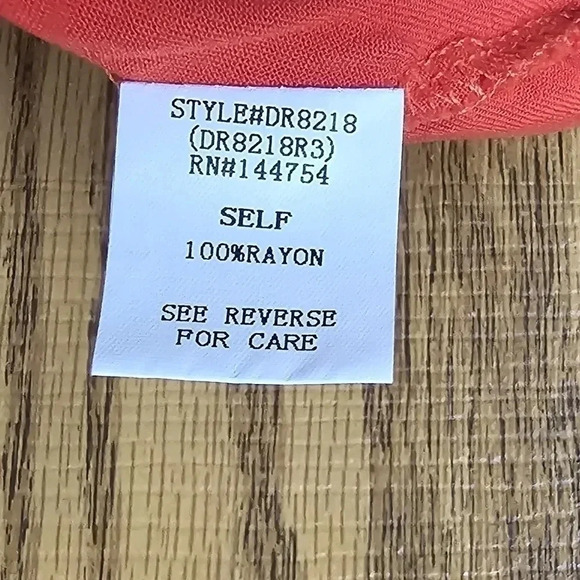 STYLE#DR8218
(DR8218R3)
RN#144754
SELF
100%RAYON
SEE REVERSE
FOR CARE